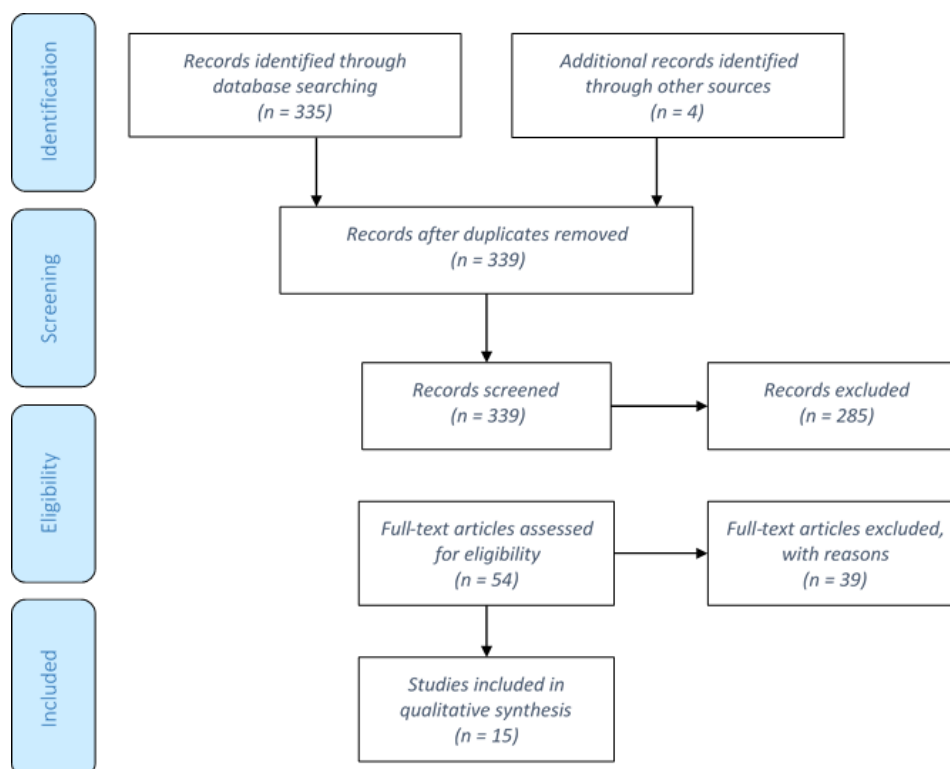 Identification
Records identified through
database searching
(n = 335)
Additional records identified
through other sources
(n = 4)
Screening
Records after duplicates removed
(n = 339)
Records screened
(n = 339)
Records excluded
(n = 285)
Eligibility
Full-text articles assessed
for eligibility
(n = 54)
Full-text articles excluded,
with reasons
(n = 39)
Included
Studies included in
qualitative synthesis
(n = 15)